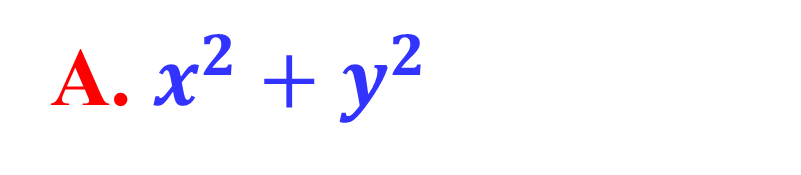 A. x² + y²